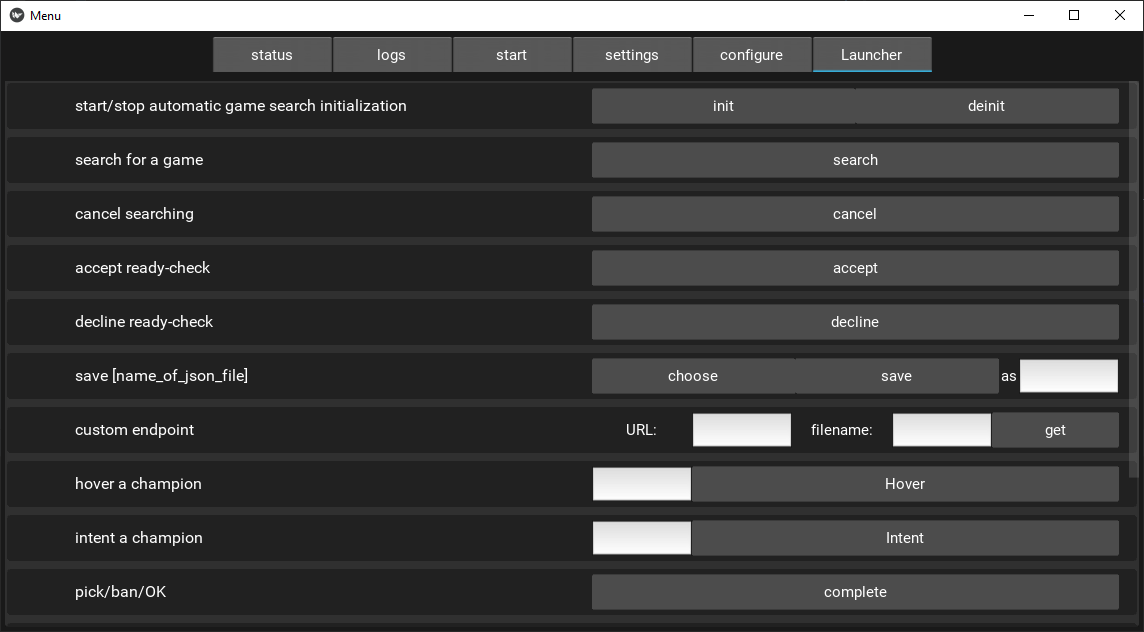 Menu
status logs start settings configure Launcher
start/stop automatic game search initialization init deinit
search for a game search
cancel searching cancel
accept ready-check accept
decline ready-check decline
save [name_of_json_file] choose save as
custom endpoint URL: filename: get
hover a champion Hover
intent a champion Intent
pick/ban/OK complete